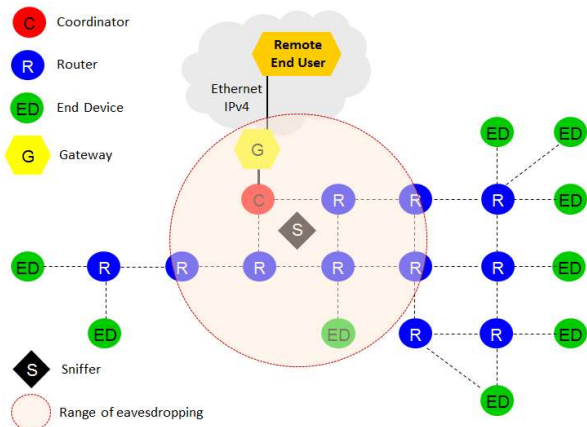 C Coordinator
R Router
ED End Device
G Gateway
Remote
End User
Ethernet
IPv4
G
ED ED
C R R R ED
S
ED R R R R R R ED
ED ED R R ED
ED
S Sniffer
Range of eavesdropping